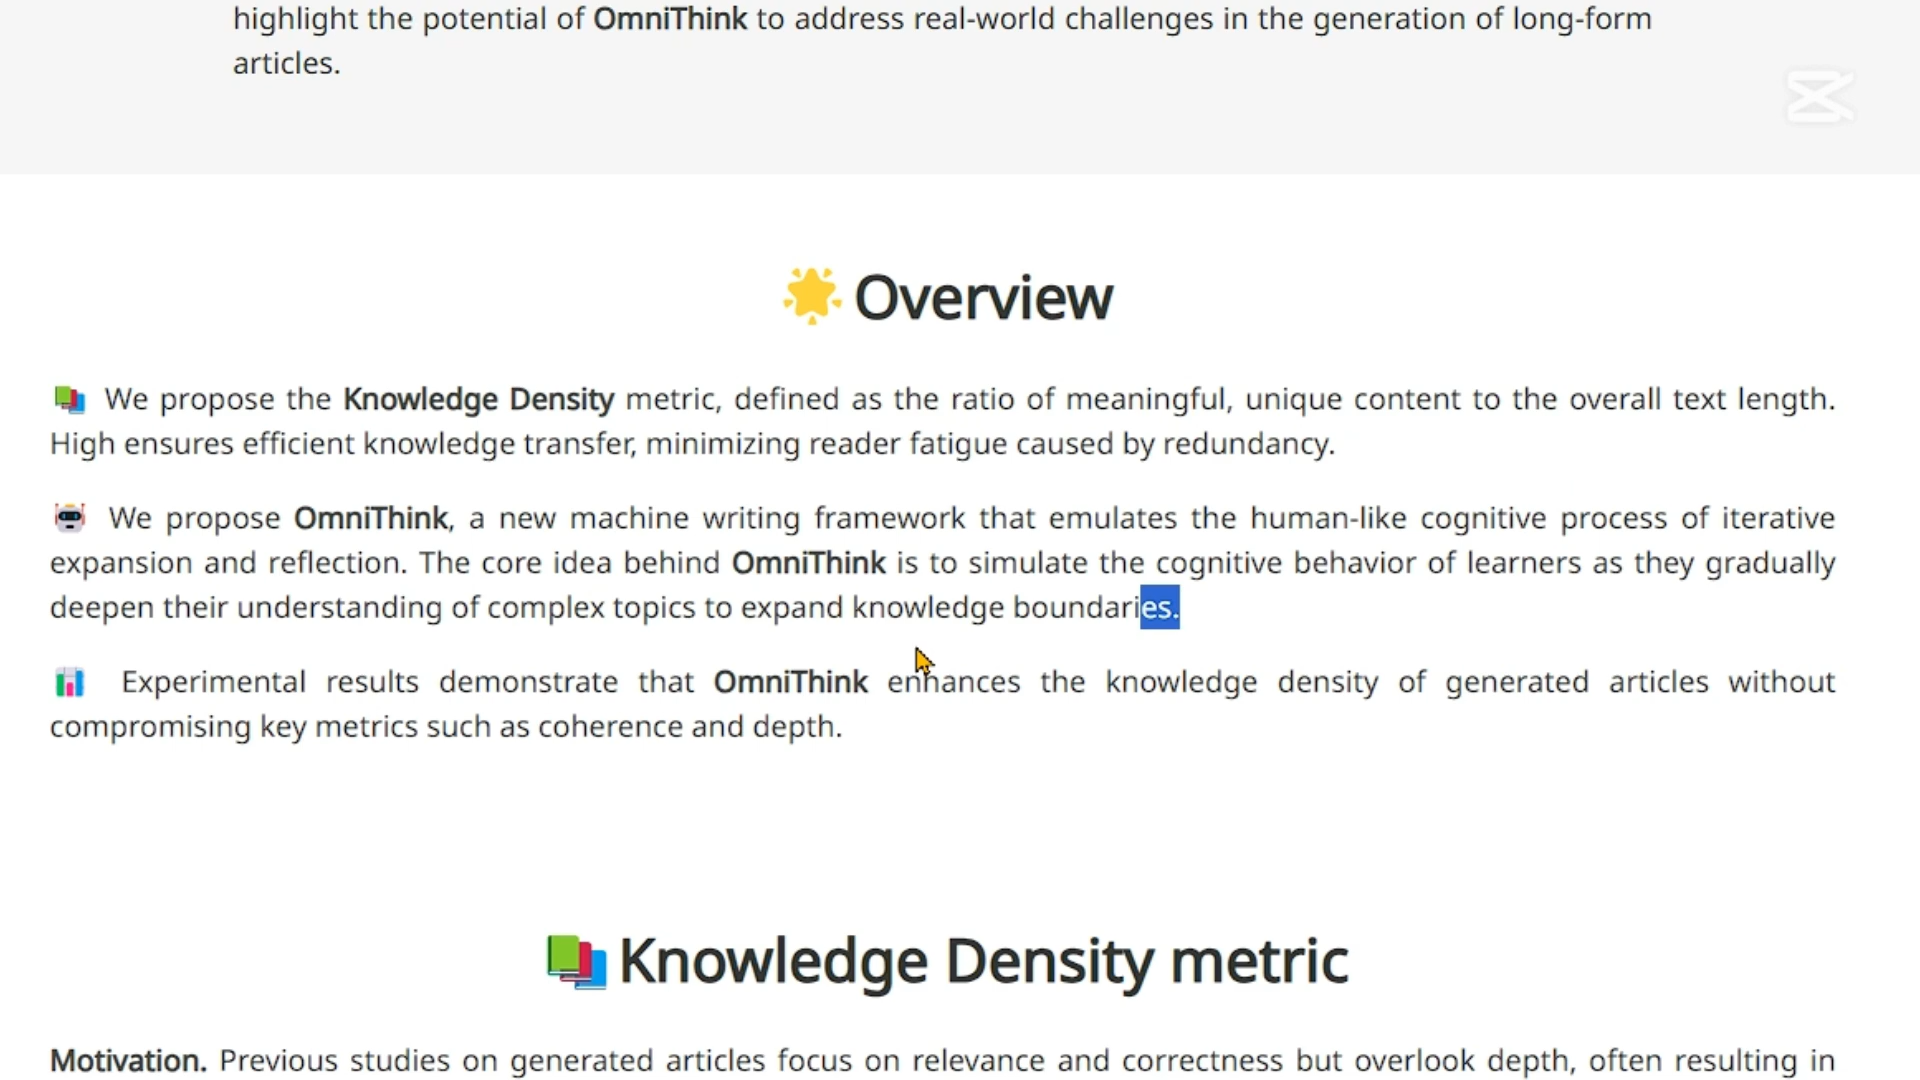 highlight the potential of OmniThink to address real-world challenges in the generation of long-form
articles.
Overview
We propose the Knowledge Density metric, defined as the ratio of meaningful, unique content to the overall text length.
High ensures efficient knowledge transfer, minimizing reader fatigue caused by redundancy.
We propose OmniThink, a new machine writing framework that emulates the human-like cognitive process of iterative
expansion and reflection. The core idea behind OmniThink is to simulate the cognitive behavior of learners as they gradually
deepen their understanding of complex topics to expand knowledge boundaries.
Experimental results demonstrate that OmniThink enhances the knowledge density of generated articles without
compromising key metrics such as coherence and depth.
Knowledge Density metric
Motivation. Previous studies on generated articles focus on relevance and correctness but overlook depth, often resulting in